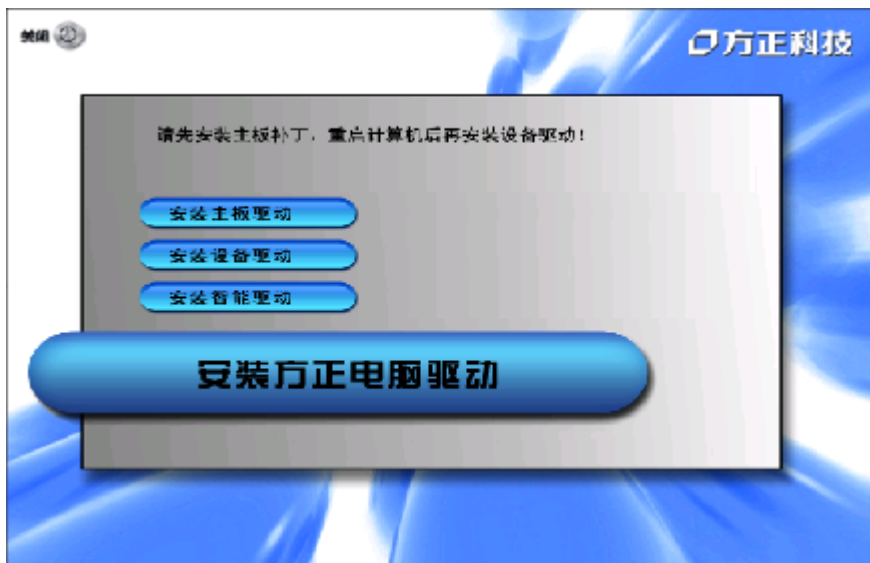 关闭
方正科技
请先安装主板补丁，重启计算机后再安装设备驱动！
安装主板驱动
安装设备驱动
安装智能驱动
安装方正电脑驱动